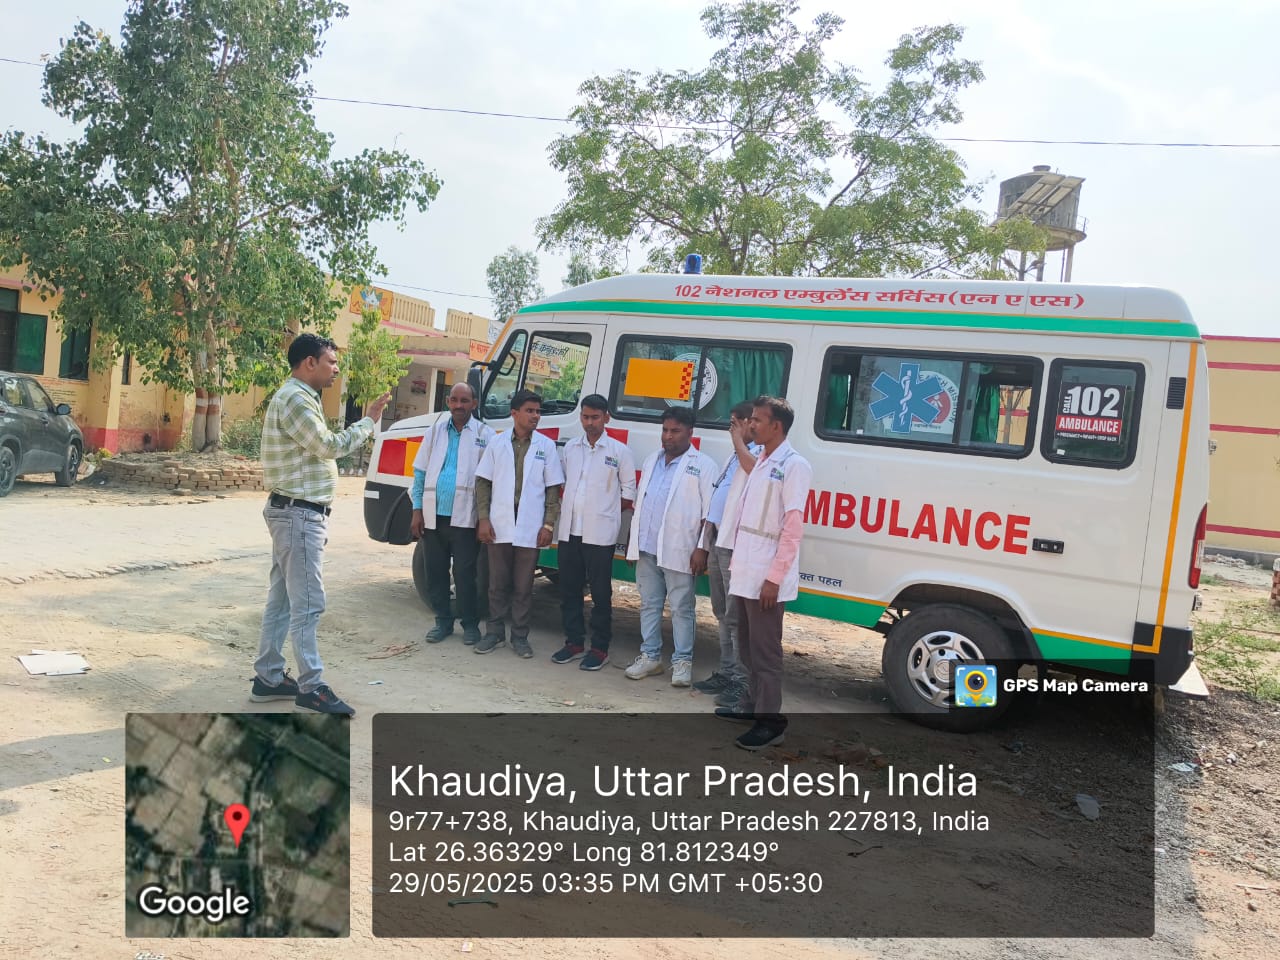 102 नेशनल एम्बुलेंस सर्विस (एन ए एस)
CALL
102
AMBULANCE
MBULANCE
पहल
GPS Map Camera
Khaudiya, Uttar Pradesh, India
9r77+738, Khaudiya, Uttar Pradesh 227813, India
Lat 26.36329° Long 81.812349°
29/05/2025 03:35 PM GMT +05:30
Google